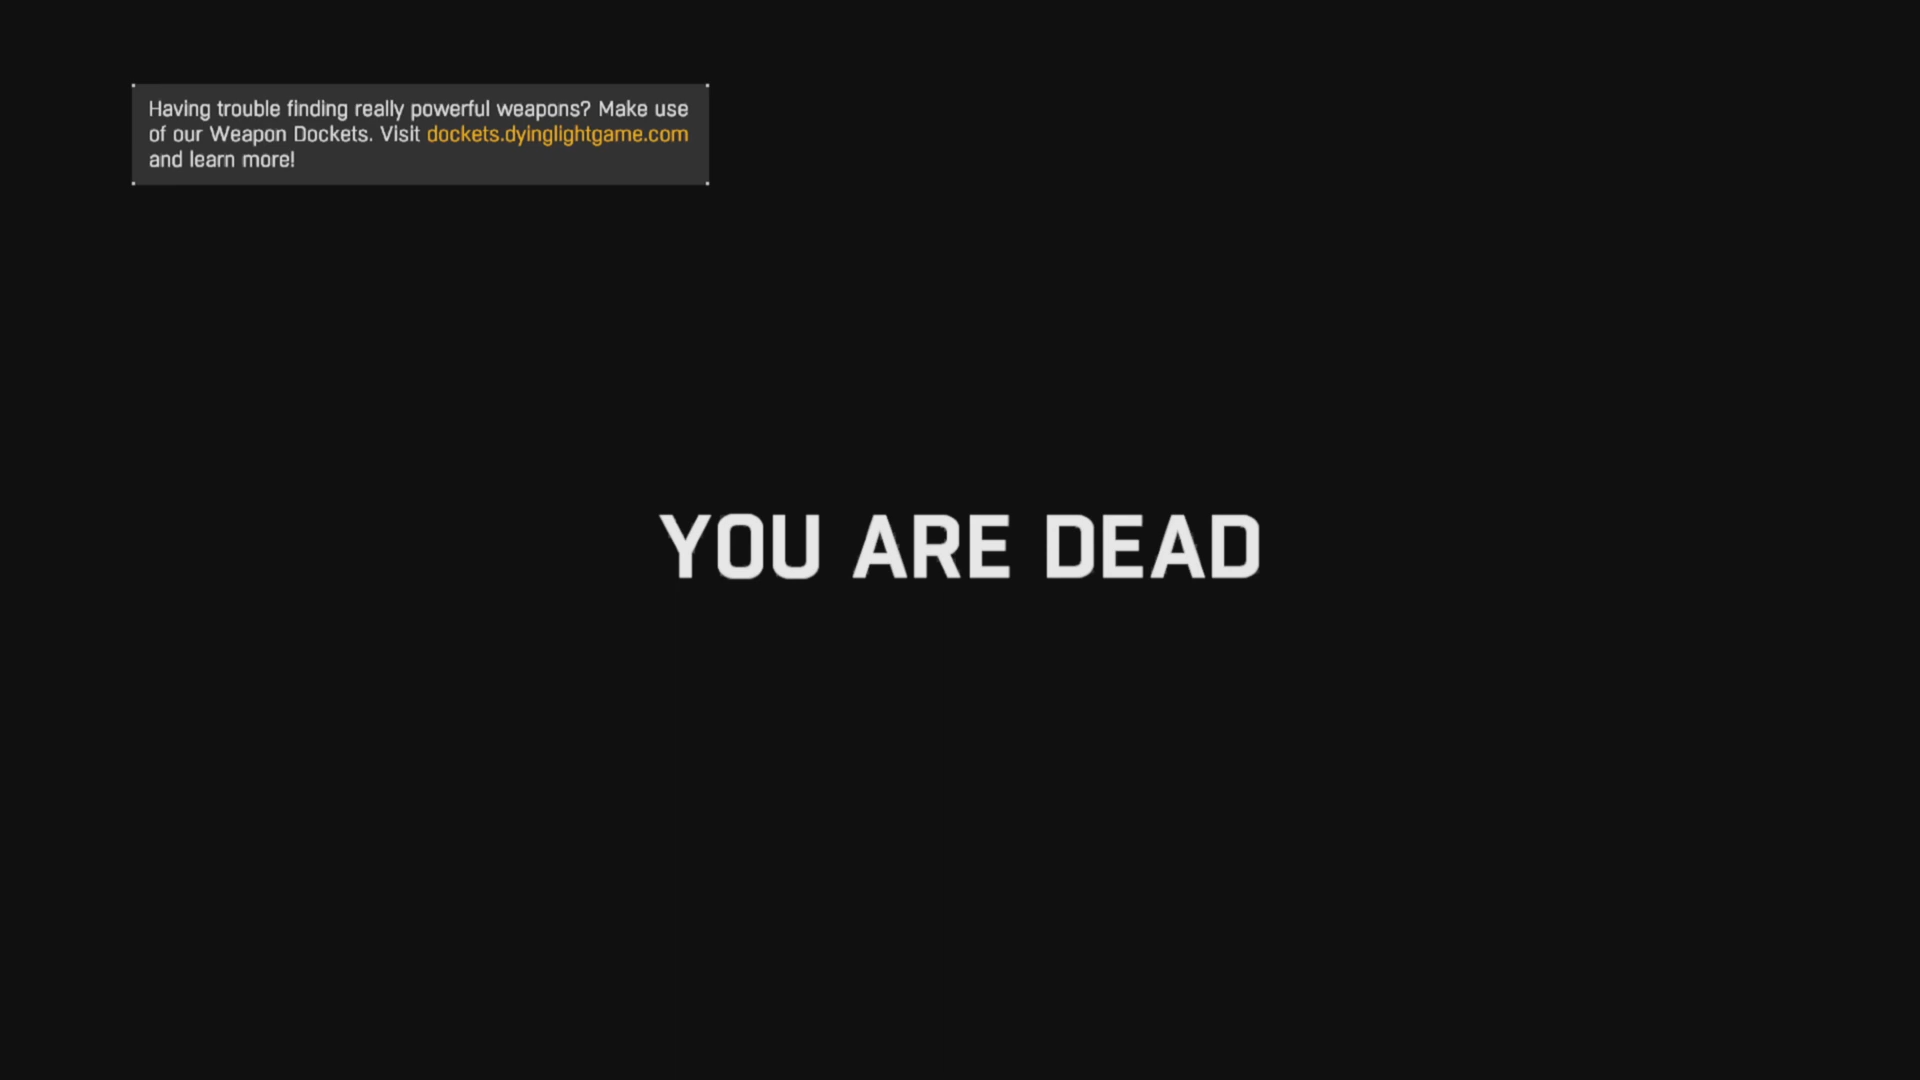 Having trouble finding really powerful weapons? Make use
of our Weapon Dockets. Visit dockets.dyinglightgame.com
and learn more!
YOU ARE DEAD